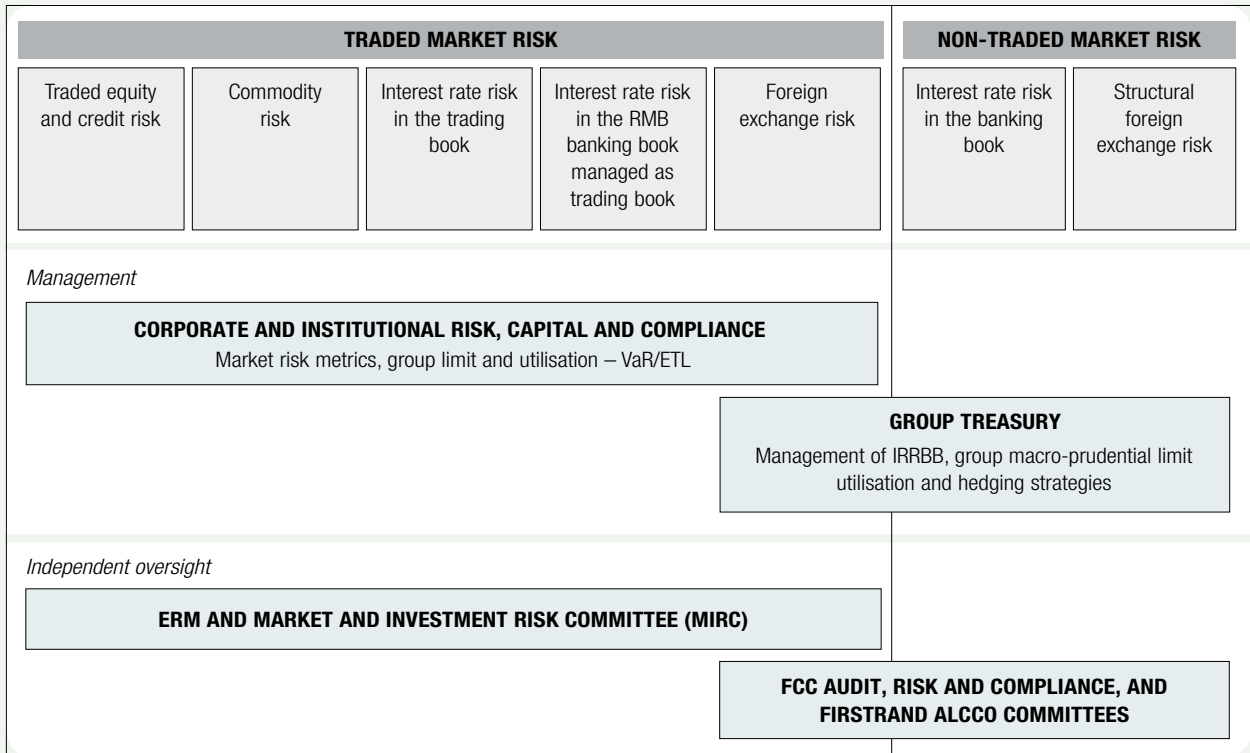 TRADED MARKET RISK
NON-TRADED MARKET RISK
Traded equity
and credit risk
Commodity
risk
Interest rate risk
in the trading
book
Interest rate risk
in the RMB
banking book
managed as
trading book
Foreign
exchange risk
Interest rate risk
in the banking
book
Structural
foreign
exchange risk
Management
CORPORATE AND INSTITUTIONAL RISK, CAPITAL AND COMPLIANCE
Market risk metrics, group limit and utilisation – VaR/ETL
GROUP TREASURY
Management of IRRBB, group macro-prudential limit
utilisation and hedging strategies
Independent oversight
ERM AND MARKET AND INVESTMENT RISK COMMITTEE (MIRC)
FCC AUDIT, RISK AND COMPLIANCE, AND
FIRSTRAND ALCCO COMMITTEES